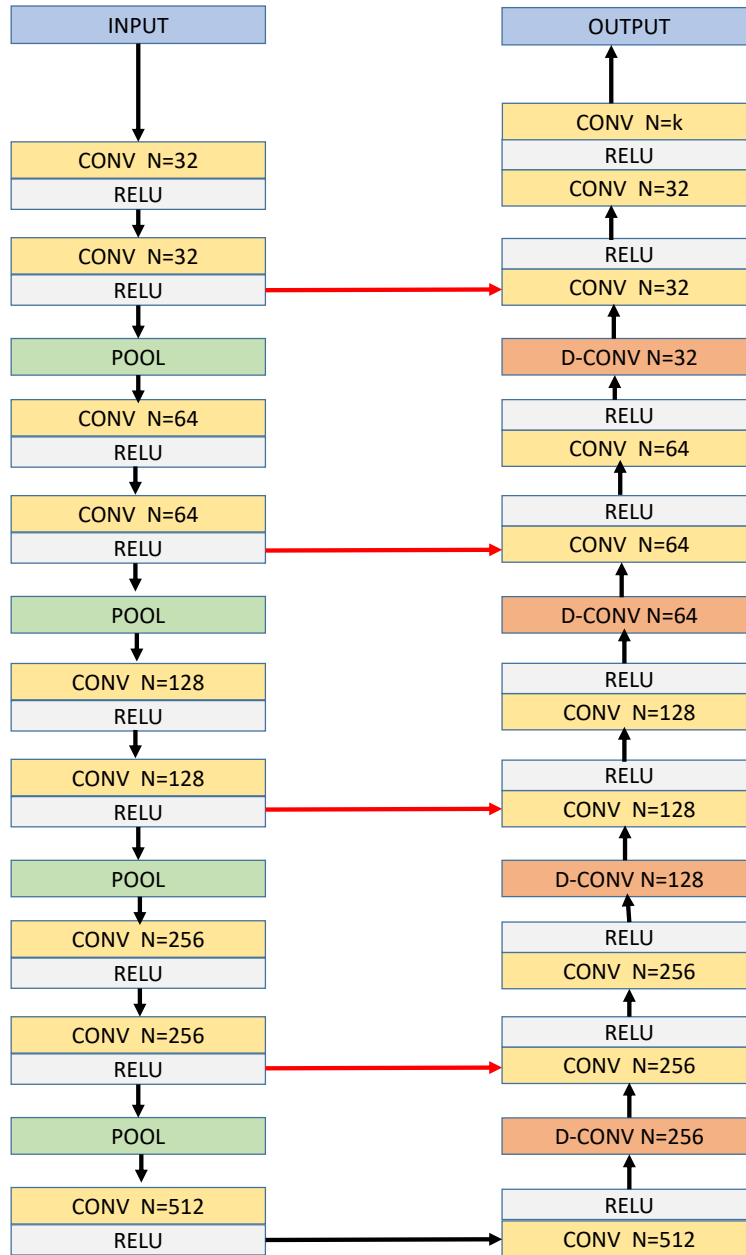 INPUT
CONV N=32
RELU
CONV N=32
RELU
POOL
CONV N=64
RELU
CONV N=64
RELU
POOL
CONV N=128
RELU
CONV N=128
RELU
POOL
CONV N=256
RELU
CONV N=256
RELU
POOL
CONV N=512
RELU
OUTPUT
CONV N=k
RELU
CONV N=32
RELU
CONV N=32
D-CONV N=32
RELU
CONV N=64
RELU
CONV N=64
D-CONV N=64
RELU
CONV N=128
RELU
CONV N=128
D-CONV N=128
RELU
CONV N=256
RELU
CONV N=256
D-CONV N=256
RELU
CONV N=512